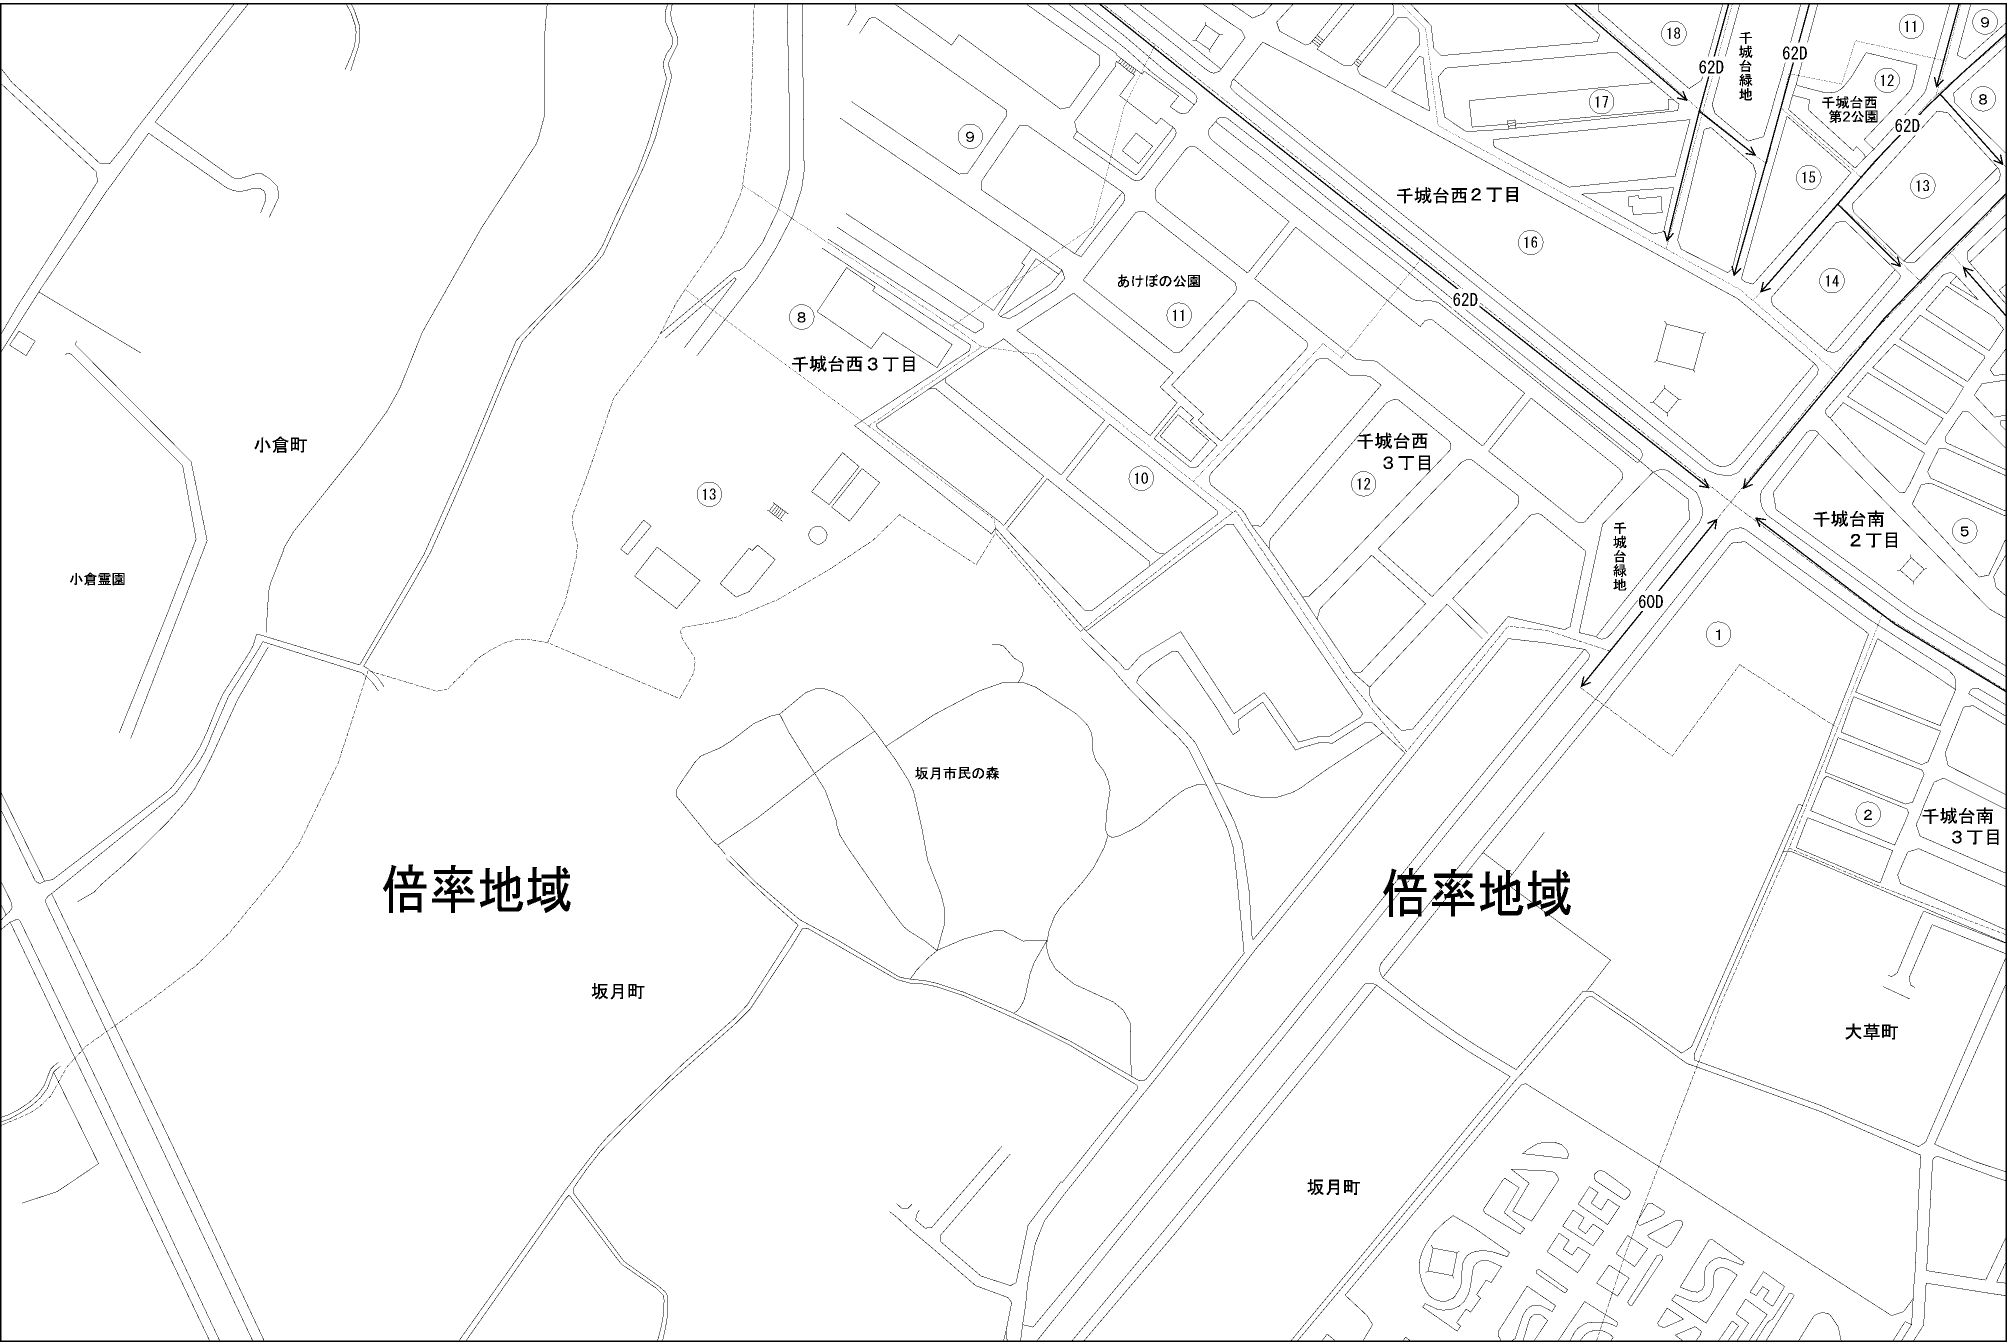 18
千城台緑地
62D
62D
11
9
12
千城台西
第2公園
8
17
62D
9
千城台西２丁目
15
13
16
あけぼの公園
11
14
62D
8
千城台西３丁目
小倉町
千城台西
３丁目
12
10
13
千城台南
２丁目
5
千城台緑地
小倉霊園
60D
1
坂月市民の森
2
千城台南
３丁目
倍率地域
倍率地域
坂月町
大草町
坂月町